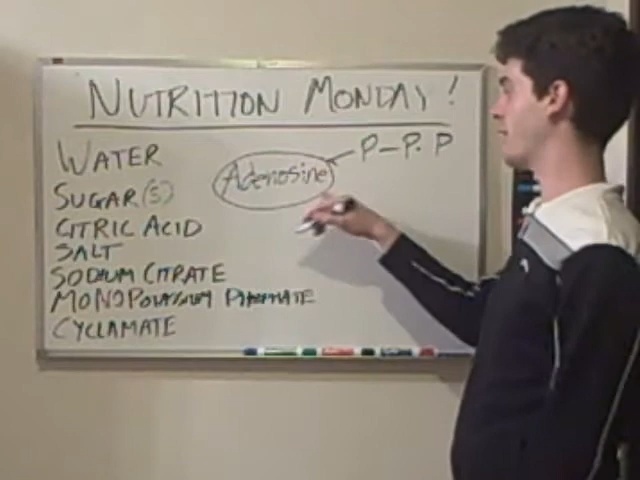 NUTRITION MONDAY!
WATER
SUGAR(S)
CITRIC ACID
SALT
SODIUM CITRATE
MONOPOTASSIUM PHOSPHATE
CYCLAMATE
Adenosine - P - P. P